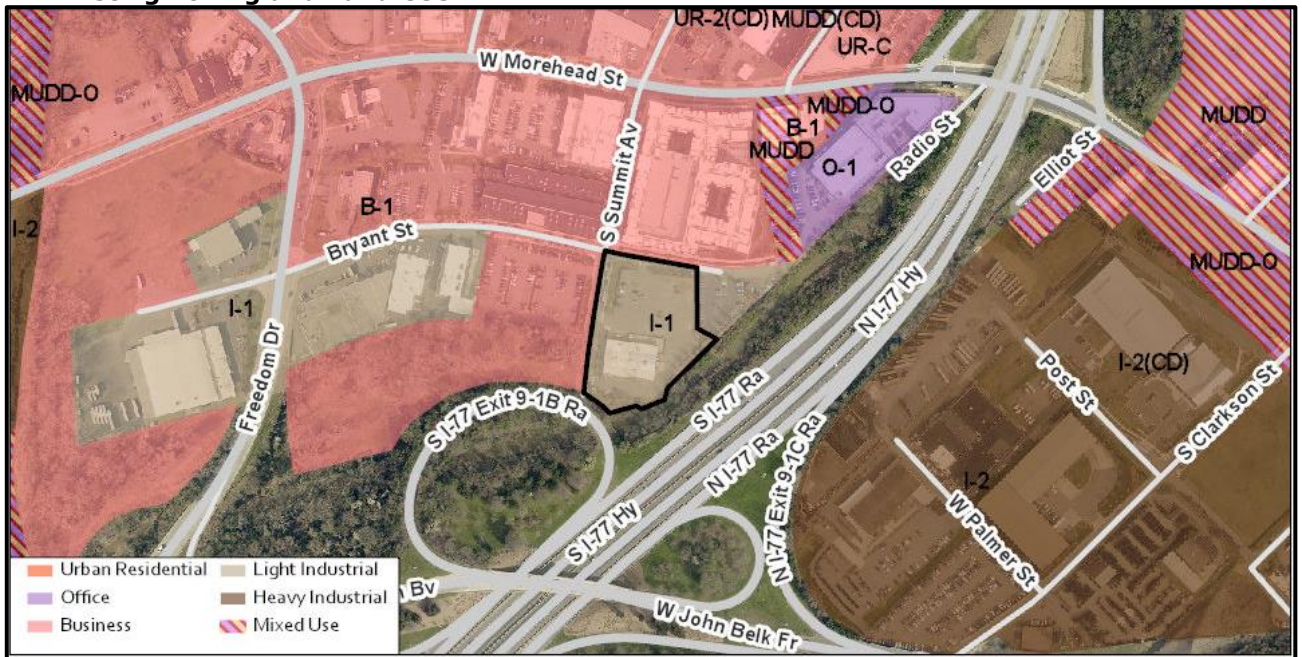 UR-2(CD)
MUDD(CD)
UR-C
W Morehead St
MUDD-O
MUDD-O
B-1
MUDD
O-1
Radio St
Elliot St
MUDD
MUDD-O
S Summit Av
B-1
Bryant St
I-2
I-1
Freedom Dr
I-1
N I-77 Hy
S I-77 Ra
N I-77 Ra
S I-77 Exit 9-1B Ra
N I-77 Exit 9-1C Ra
S I-77 Hy
Post St
I-2(CD)
S Clarkson St
I-2
W Palmer St
Bv
W John Belk Fr
Urban Residential
Office
Business
Light Industrial
Heavy Industrial
Mixed Use